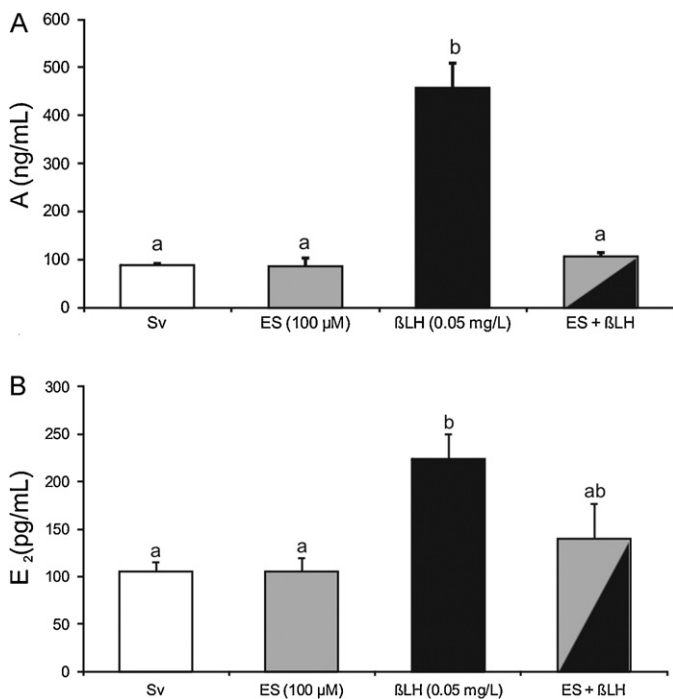 A
A (ng/mL)
600
500
400
300
200
100
0
a
a
b
a
Sv
ES (100 µM)
ßLH (0.05 mg/L)
ES + ßLH
B
E2(pg/mL)
300
250
200
150
100
50
0
a
a
b
ab
Sv
ES (100 µM)
ßLH (0.05 mg/L)
ES + ßLH